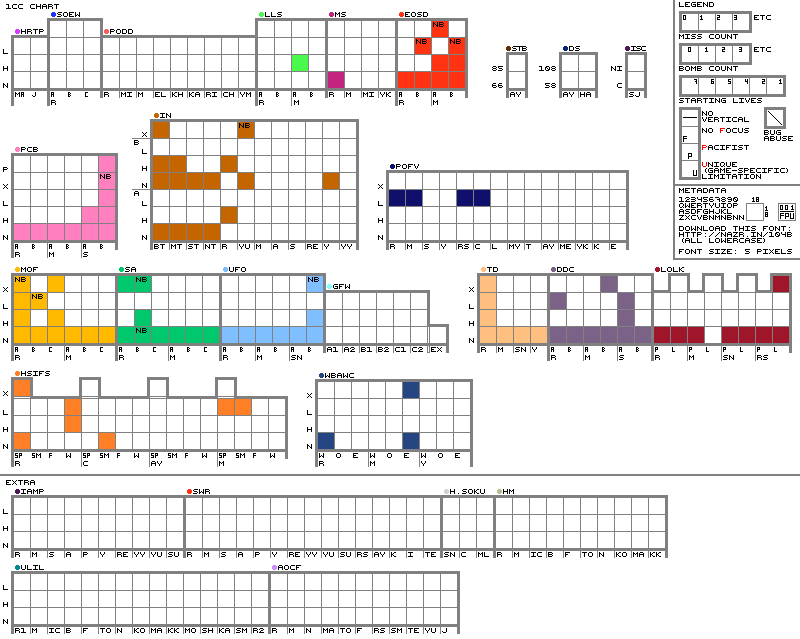 1CC CHART
SOEW
HRTP
PODD
LLS
MS
EOSD
NB
NB NB
L
H
N
MA J
A B C
R
R MI M EL KH KA RI CH YM
A B A B
R M
R M MI YK
A B A B
R M
STB
85
66
AY
DS
108
58
AY HA
ISC
NI
C
SJ
LEGEND
0 1 2 3 ETC
MISS COUNT
0 1 2 3 ETC
BOMB COUNT
7 6 5 4 2 1
STARTING LIVES
NO
VERTICAL
F NO FOCUS
P PACIFIST
U UNIQUE
(GAME-SPECIFIC)
LIMITATION
BUG
ABUSE
METADATA
1234567890
QWERTYUIOP
ASDFGHJKL
ZXCVBNMNBNN
18
1
8
001
FPU
DOWNLOAD THIS FONT:
HTTP://NAZR.IN/104B
(ALL LOWERCASE)
FONT SIZE: 5 PIXELS
PCB
NB
P
X
L
H
N
A B A B A B
R M S
IN
NB
X
B
L
H
N
A
L
H
N
BT MT ST NT R YU M A S RE Y YY
POFV
X
L
H
N
R M S Y RS C L MY T AY ME YK K E
MOF
NB
NB
X
L
H
N
A B C A B C
R M
SA
NB
NB
A B C A B C
R M
UFO
NB
A B A B A B
R M SN
GFW
A1 A2 B1 B2 C1 C2 EX
TD
X
L
H
N
R M SN Y
DDC
A B A B A B
R M S
LOLK
P L P L P L P L
R M SN RS
HSIFS
X
L
H
N
SP SM F W SP SM F W SP SM F W SP SM F W
R C AY M
WBAWC
X
L
H
N
W O E W O E W O E
R M Y
EXTRA
IAMP
L
H
N
R M S A P Y RE YY YU SU
SWR
R M S A P Y RE YY YU SU RS AY K I TE
H.SOKU
SN C ML
HM
R M IC B F TO N KO MA KK
ULIL
L
H
N
R1 M IC B F TO N KO MA KK MO SH KA SM R2
AOCF
R M N MA TO F RS SM TE YU J